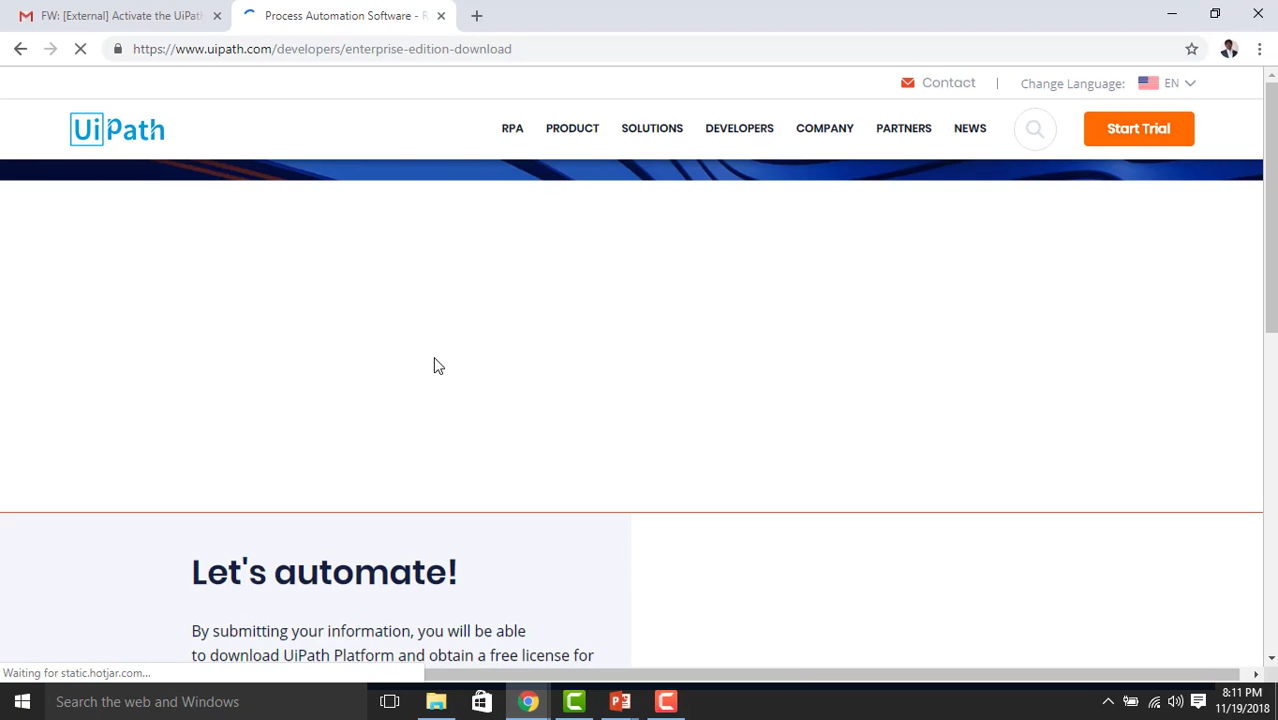 FW: [External] Activate the UiPath
Process Automation Software - R
https://www.uipath.com/developers/enterprise-edition-download
Contact | Change Language: EN
UiPath
RPA PRODUCT SOLUTIONS DEVELOPERS COMPANY PARTNERS NEWS Start Trial
Let's automate!
By submitting your information, you will be able
to download UiPath Platform and obtain a free license for
Waiting for static.hotjar.com...
Search the web and Windows
8:11 PM
11/19/2018